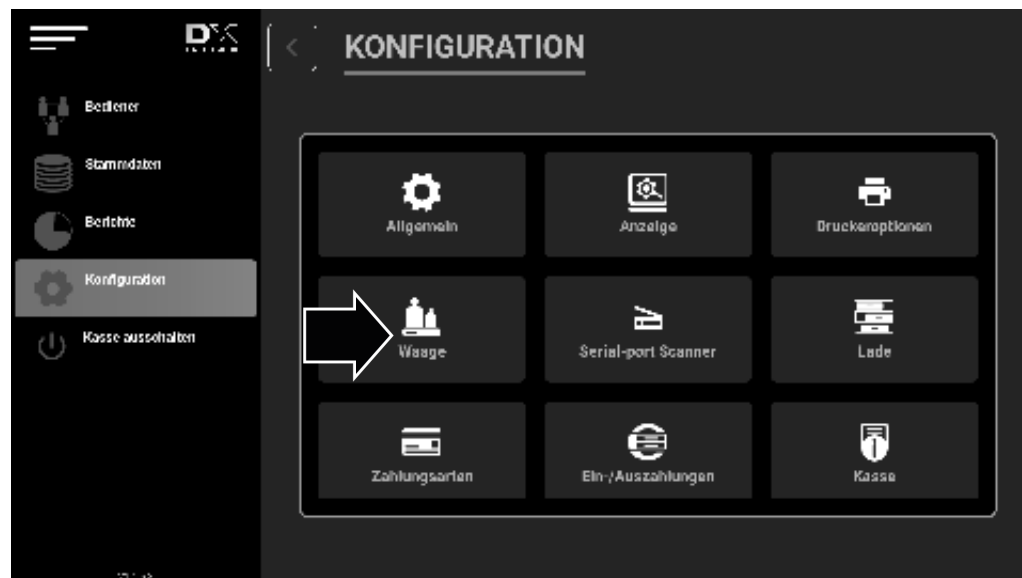 DX
KONFIGURATION
Bediener
Stammdaten
Berichte
Konfiguration
Kasse ausschalten
Allgemein
Anzeige
Druckeroptionen
Waage
Serial-port Scanner
Lade
Zahlungsarten
Ein-/Auszahlungen
Kasse